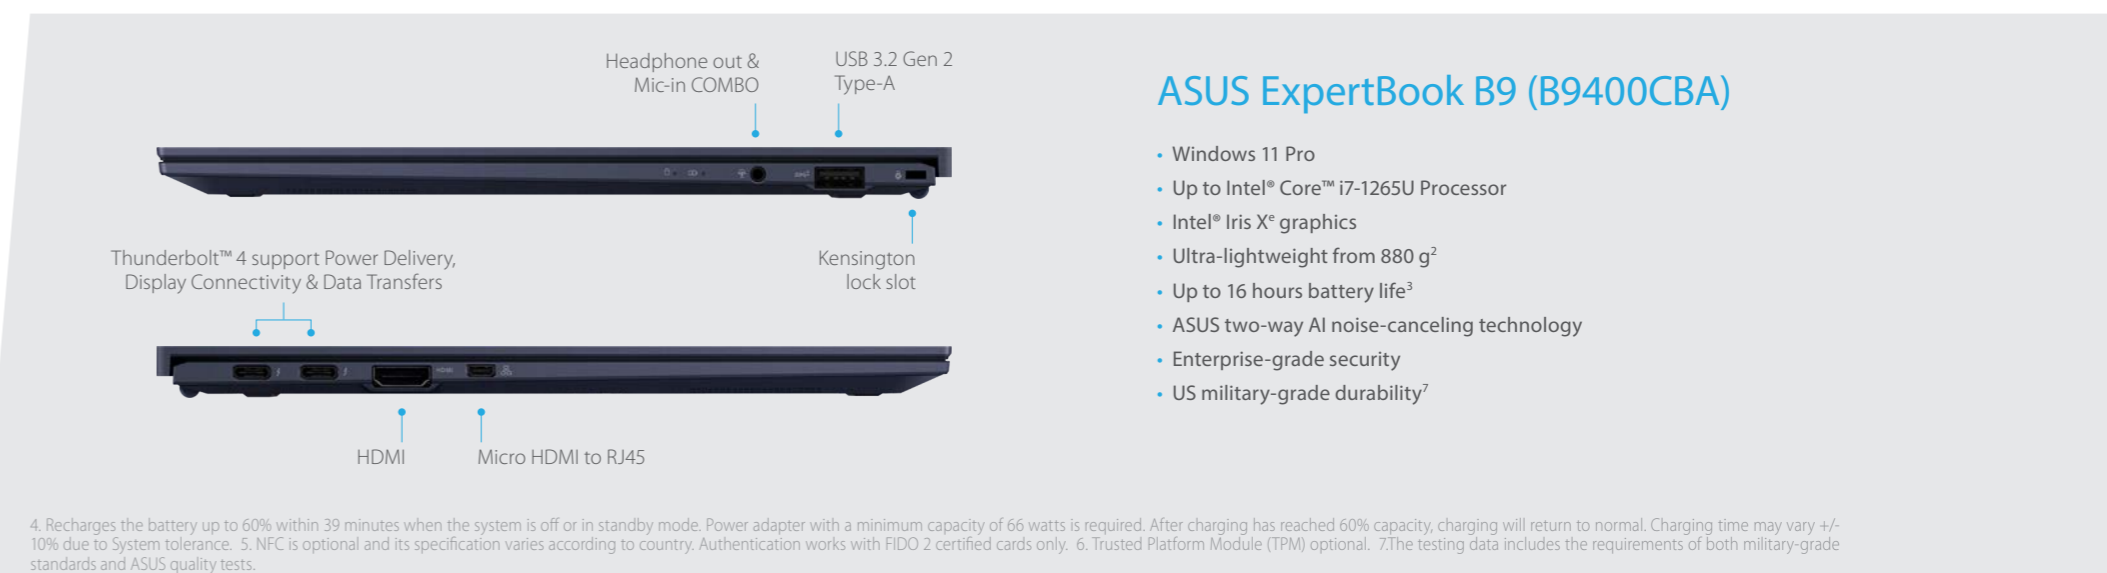 Headphone out &
Mic-in COMBO
USB 3.2 Gen 2
Type-A
Thunderbolt™ 4 support Power Delivery,
Display Connectivity & Data Transfers
Kensington
lock slot
HDMI
HDMI
Micro HDMI to RJ45
ASUS ExpertBook B9 (B9400CBA)
• Windows 11 Pro
• Up to Intel® Core™ i7-1265U Processor
• Intel® Iris Xᵉ graphics
• Ultra-lightweight from 880 g²
• Up to 16 hours battery life³
• ASUS two-way AI noise-canceling technology
• Enterprise-grade security
• US military-grade durability⁷
4. Recharges the battery up to 60% within 39 minutes when the system is off or in standby mode. Power adapter with a minimum capacity of 66 watts is required. After charging has reached 60% capacity, charging will return to normal. Charging time may vary +/-
10% due to System tolerance. 5. NFC is optional and its specification varies according to country. Authentication works with FIDO 2 certified cards only. 6. Trusted Platform Module (TPM) optional. 7.The testing data includes the requirements of both military-grade
standards and ASUS quality tests.